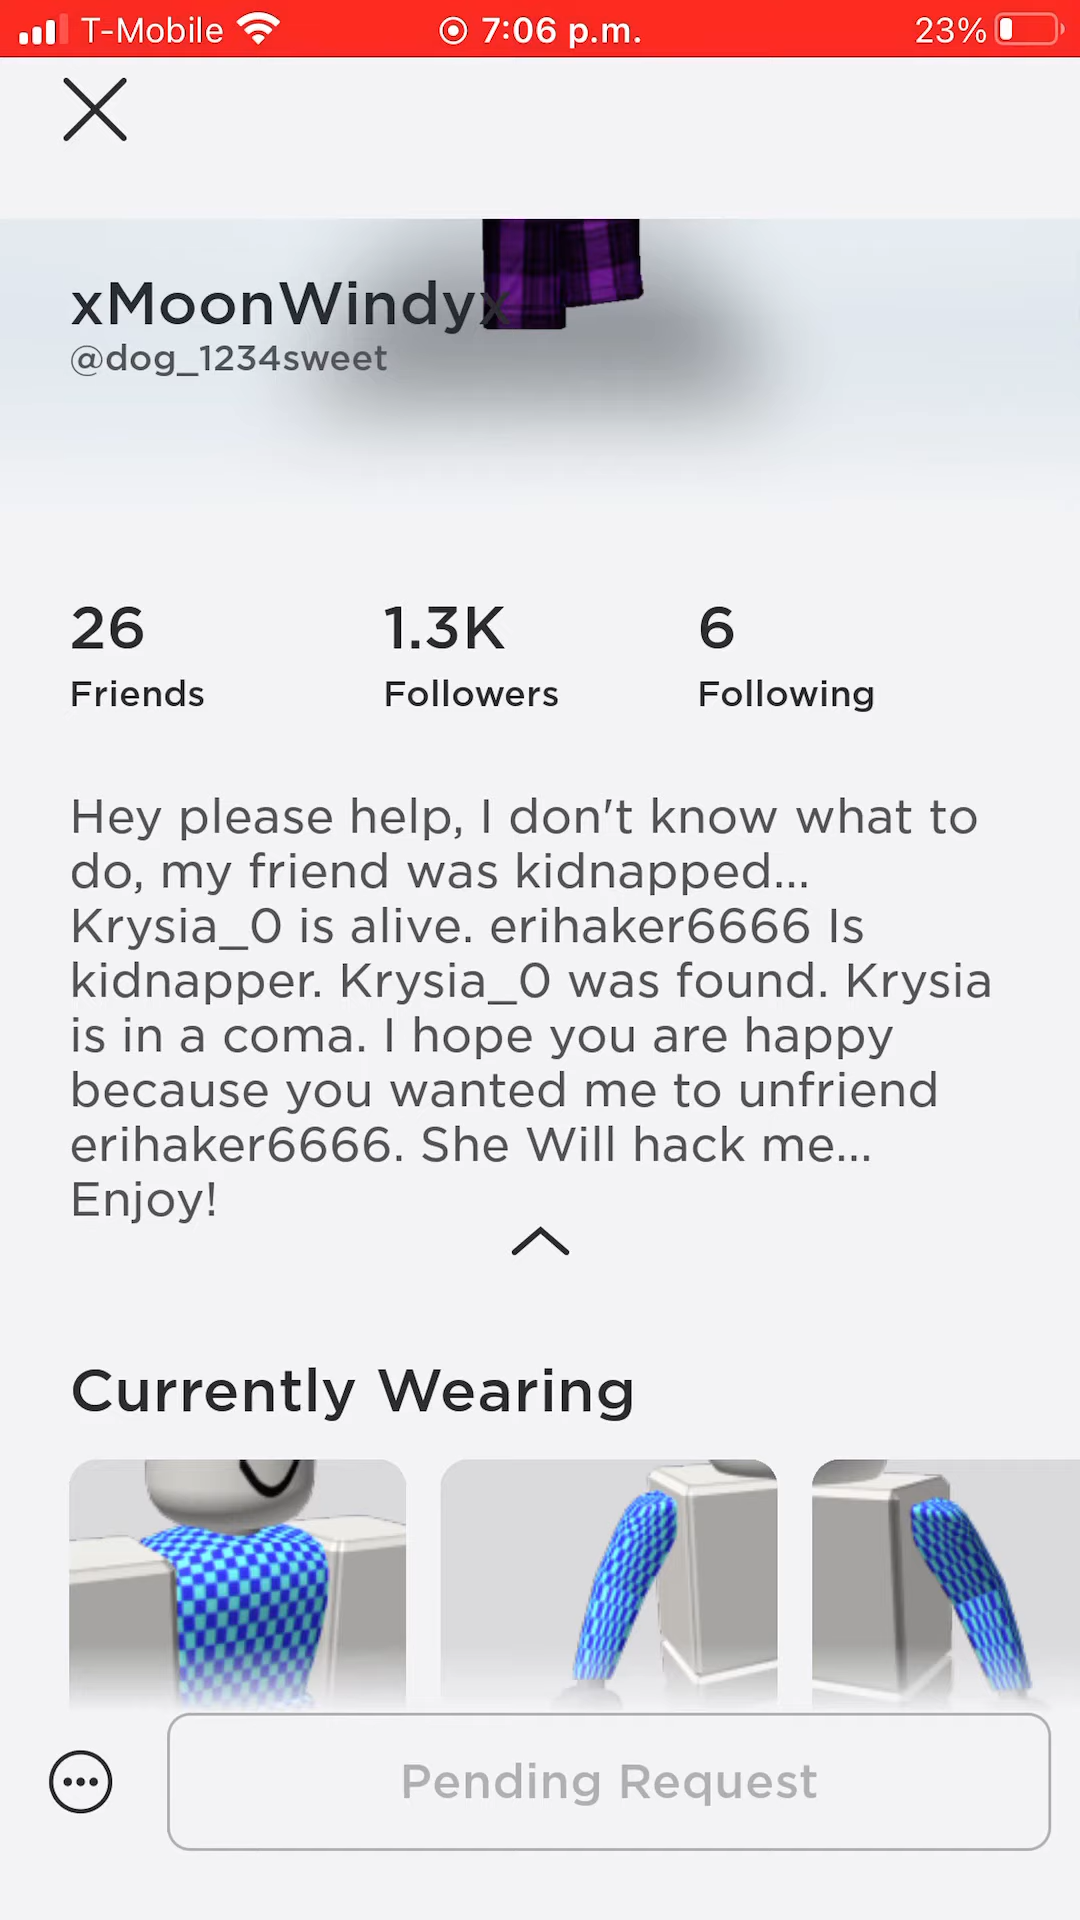 T-Mobile 7:06 p.m. 23%
xMoonWindyx
@dog_1234sweet
26 1.3K 6
Friends Followers Following
Hey please help, I don't know what to
do, my friend was kidnapped...
Krysia_0 is alive. erihaker6666 Is
kidnapper. Krysia_0 was found. Krysia
is in a coma. I hope you are happy
because you wanted me to unfriend
erihaker6666. She Will hack me...
Enjoy!
Currently Wearing
Pending Request